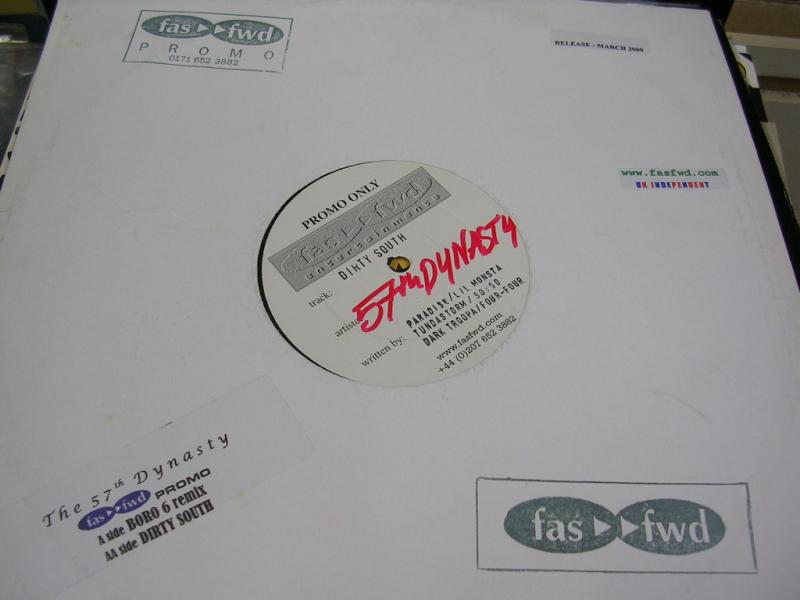 fas fwd
PROMO
0171 652 3882
RELEASE - MARCH 2000
www.fasfwd.com
UK INDEPENDENT
PROMO ONLY
fas fwd
entertainments
DIRTY SOUTH
track:
57th DYNASTY
artist
PARADISE/LIL MONSTA
TUNDASTORM/50:50
DARK TROOPA/FOUR-FOUR
written by:
www.fasfwd.com
+44 (0)207 652 3882
The 57th Dynasty
fas fwd PROMO
A side BORO 6 remix
AA side DIRTY SOUTH
fas fwd